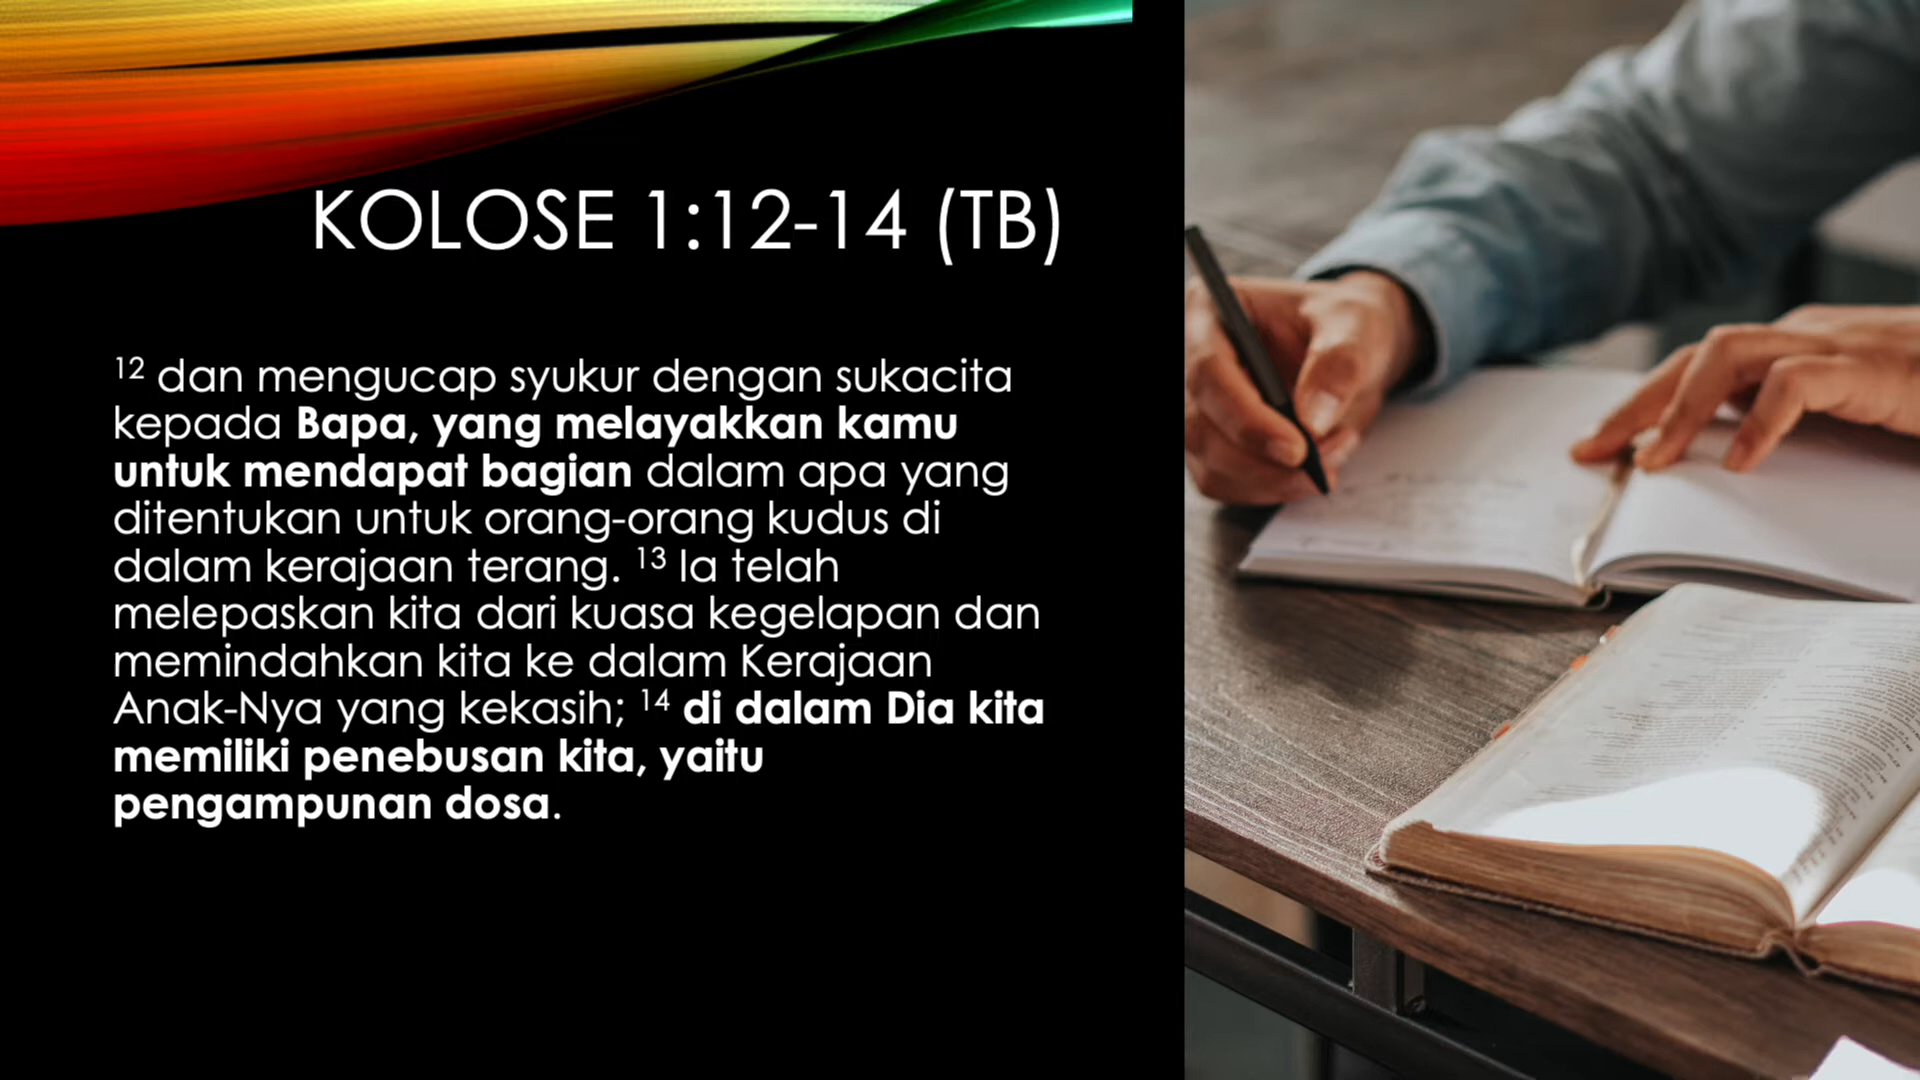 KOLOSE 1:12-14 (TB)
12 dan mengucap syukur dengan sukacita
kepada Bapa, yang melayakkan kamu
untuk mendapat bagian dalam apa yang
ditentukan untuk orang-orang kudus di
dalam kerajaan terang. 13 Ia telah
melepaskan kita dari kuasa kegelapan dan
memindahkan kita ke dalam Kerajaan
Anak-Nya yang kekasih; 14 di dalam Dia kita
memiliki penebusan kita, yaitu
pengampunan dosa.